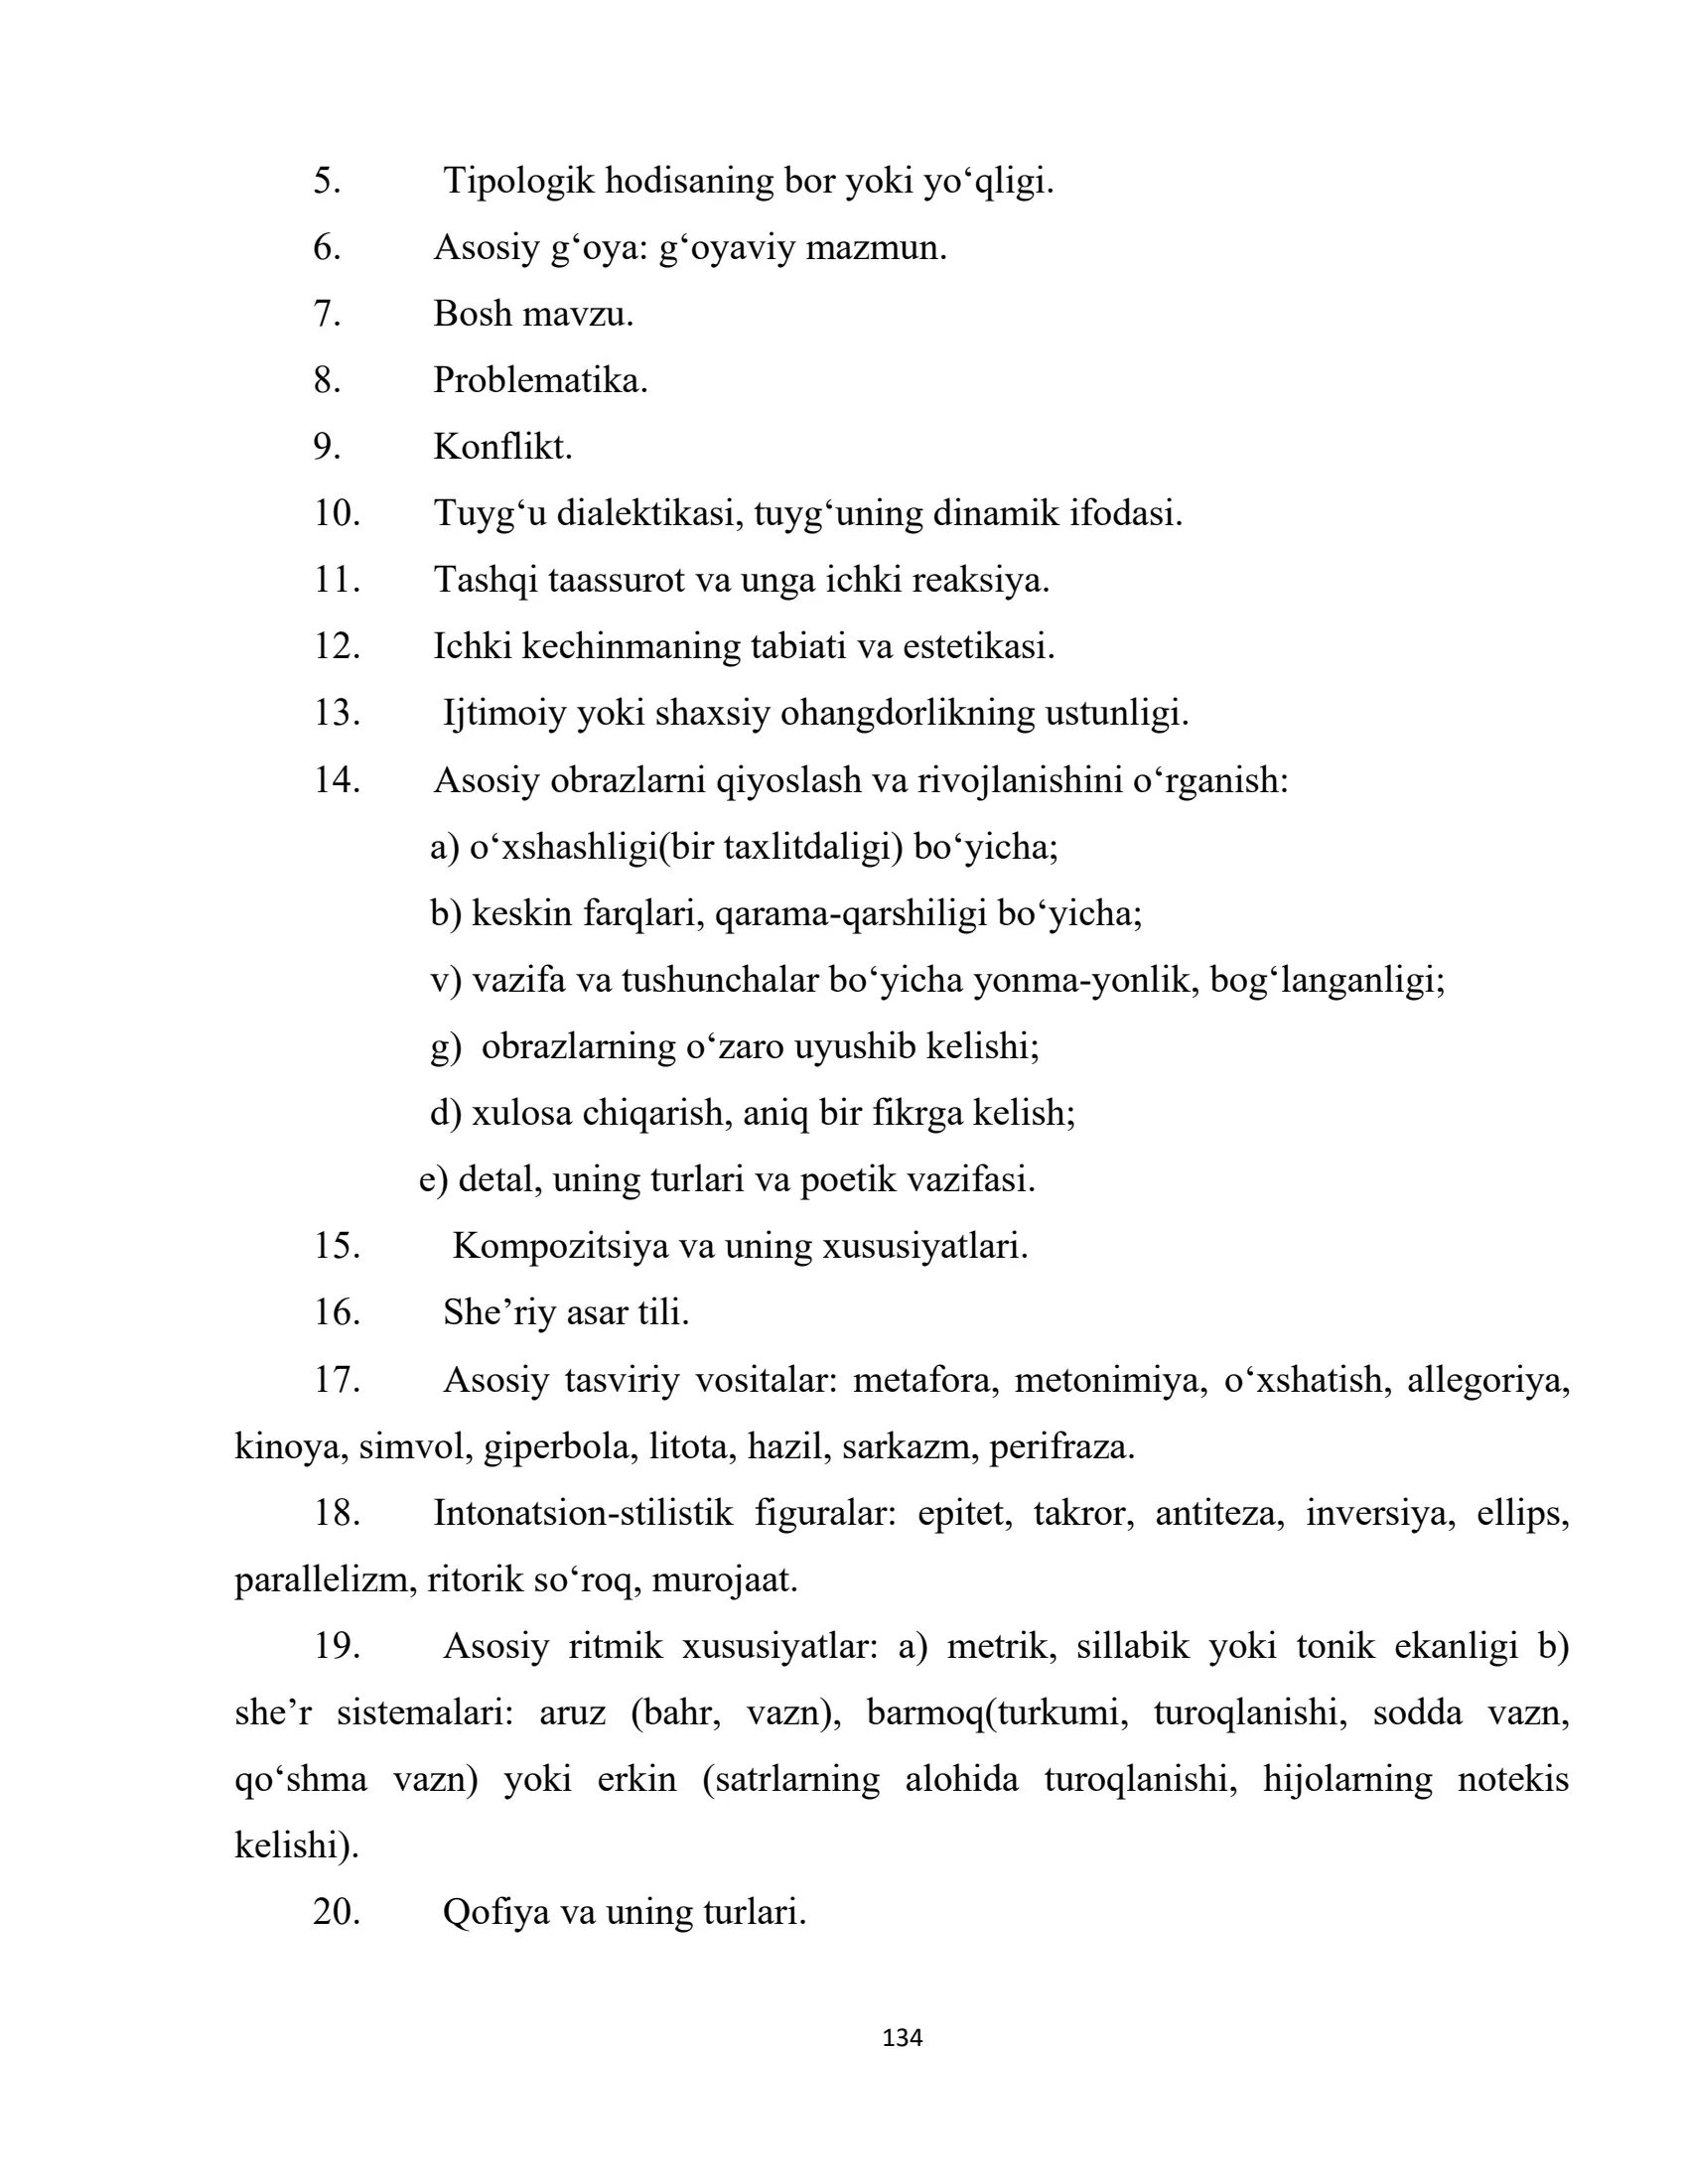 5. Tipologik hodisaning bor yoki yo‘qligi.
6. Asosiy g‘oya: g‘oyaviy mazmun.
7. Bosh mavzu.
8. Problematika.
9. Konflikt.
10. Tuyg‘u dialektikasi, tuyg‘uning dinamik ifodasi.
11. Tashqi taassurot va unga ichki reaksiya.
12. Ichki kechinmaning tabiati va estetikasi.
13. Ijtimoiy yoki shaxsiy ohangdorlikning ustunligi.
14. Asosiy obrazlarni qiyoslash va rivojlanishini o‘rganish:
a) o‘xshashligi(bir taxlitdaligi) bo‘yicha;
b) keskin farqlari, qarama-qarshiligi bo‘yicha;
v) vazifa va tushunchalar bo‘yicha yonma-yonlik, bog‘langanligi;
g) obrazlarning o‘zaro uyushib kelishi;
d) xulosa chiqarish, aniq bir fikrga kelish;
e) detal, uning turlari va poetik vazifasi.
15. Kompozitsiya va uning xususiyatlari.
16. She’riy asar tili.
17. Asosiy tasviriy vositalar: metafora, metonimiya, o‘xshatish, allegoriya,
kinoya, simvol, giperbola, litota, hazil, sarkazm, perifraza.
18. Intonatsion-stilistik figuralar: epitet, takror, antiteza, inversiya, ellips,
parallelizm, ritorik so‘roq, murojaat.
19. Asosiy ritmik xususiyatlar: a) metrik, sillabik yoki tonik ekanligi b)
she’r sistemalari: aruz (bahr, vazn), barmoq(turkumi, turoqlanishi, sodda vazn,
qo‘shma vazn) yoki erkin (satrlarning alohida turoqlanishi, hijolarning notekis
kelishi).
20. Qofiya va uning turlari.
134